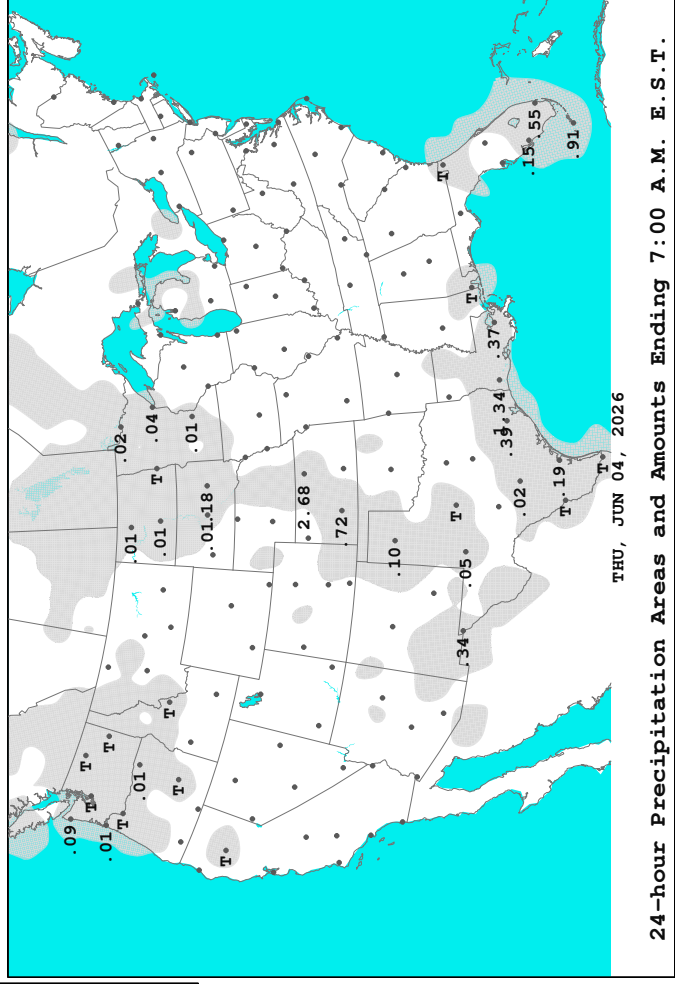 .09
T
T
.01
T
.02
T
.01
.01
.04
T
.01
T
T
.01
.01
.18
T
2.68
.72
.10
T
T
.34
.05
T
.37
1.34
.39
.02
.15
.55
.19
T
.91
T
THU, JUN 04, 2026
24-hour Precipitation Areas and Amounts Ending 7:00 A.M. E.S.T.